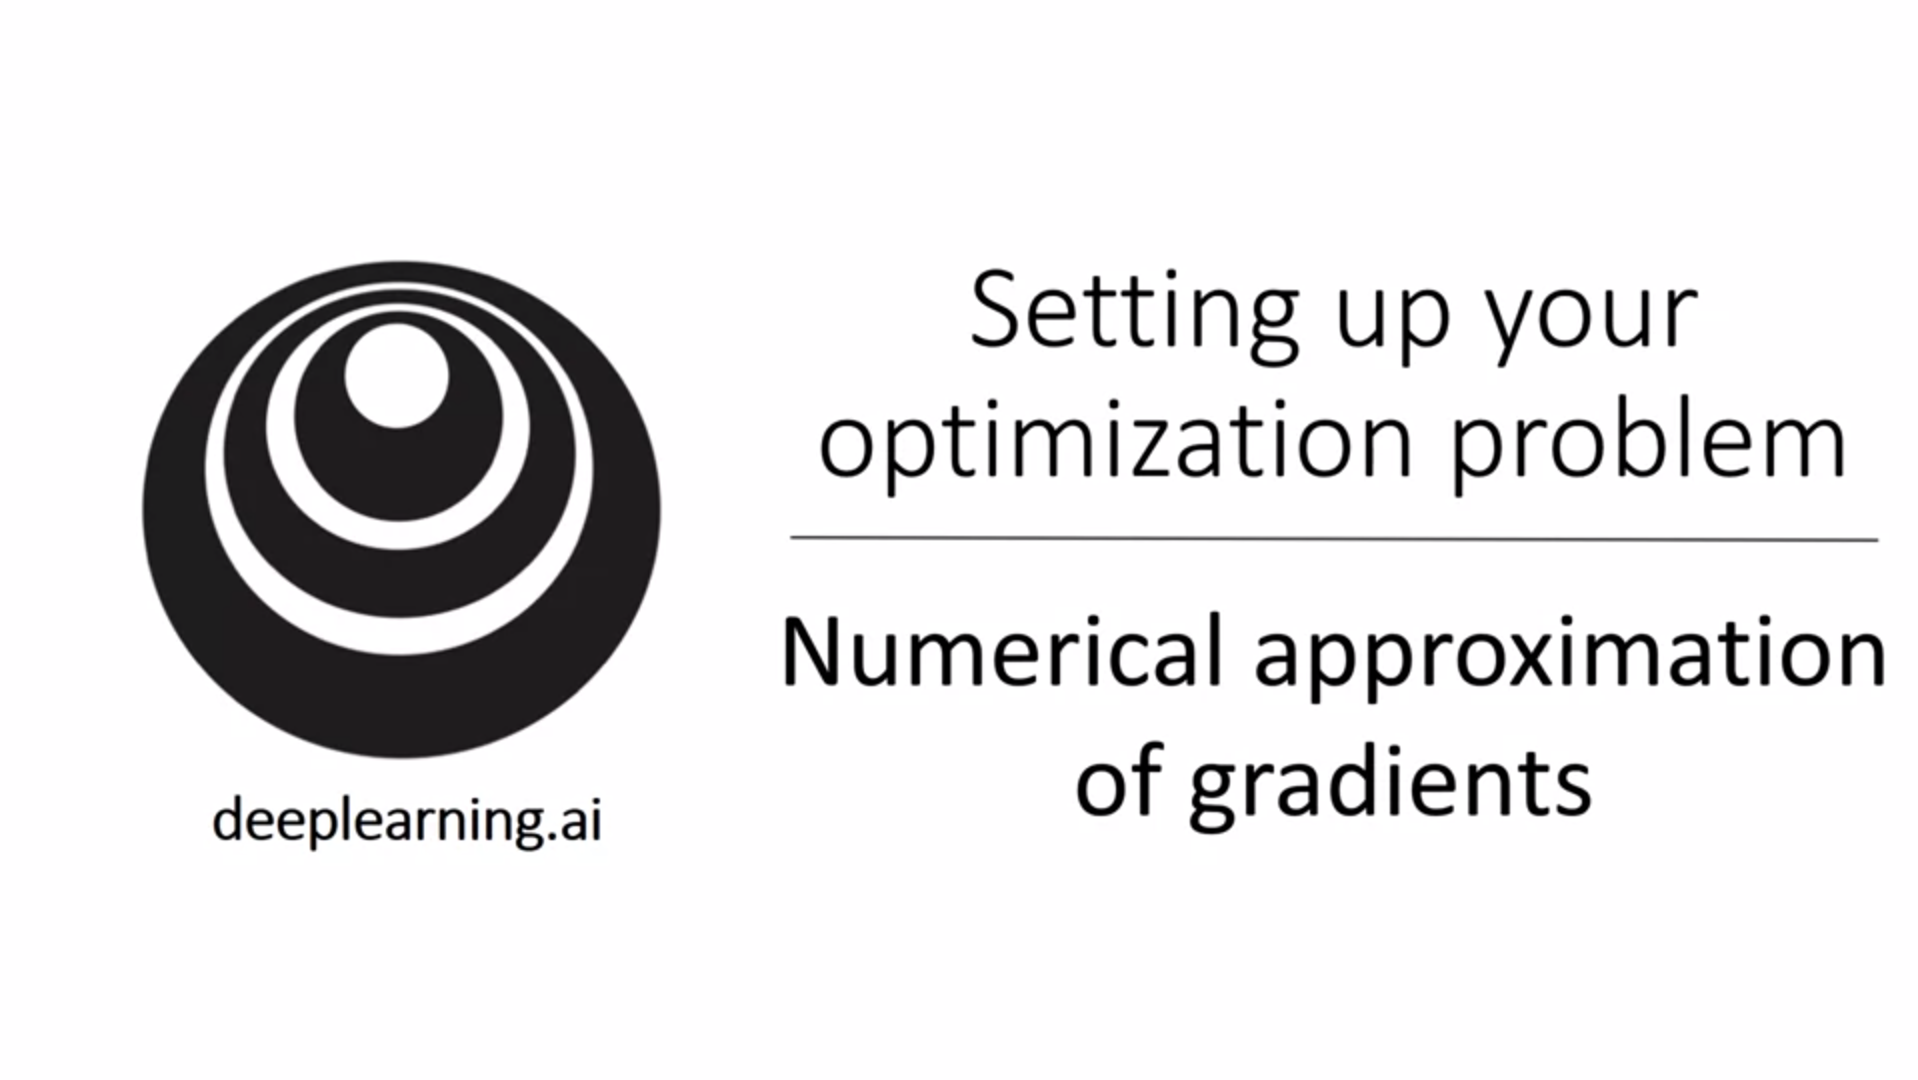 Setting up your
optimization problem
Numerical approximation
of gradients
deeplearning.ai